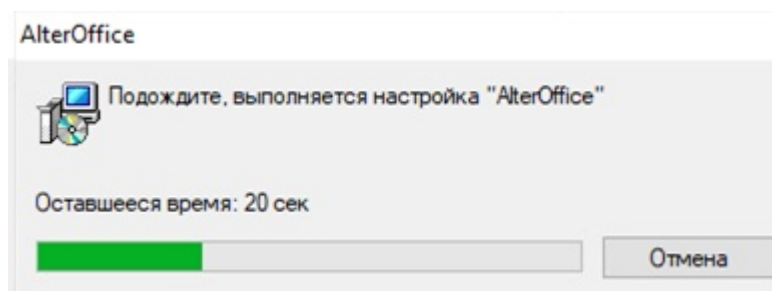 AlterOffice
Подождите, выполняется настройка "AlterOffice"
Оставшееся время: 20 сек
Отмена